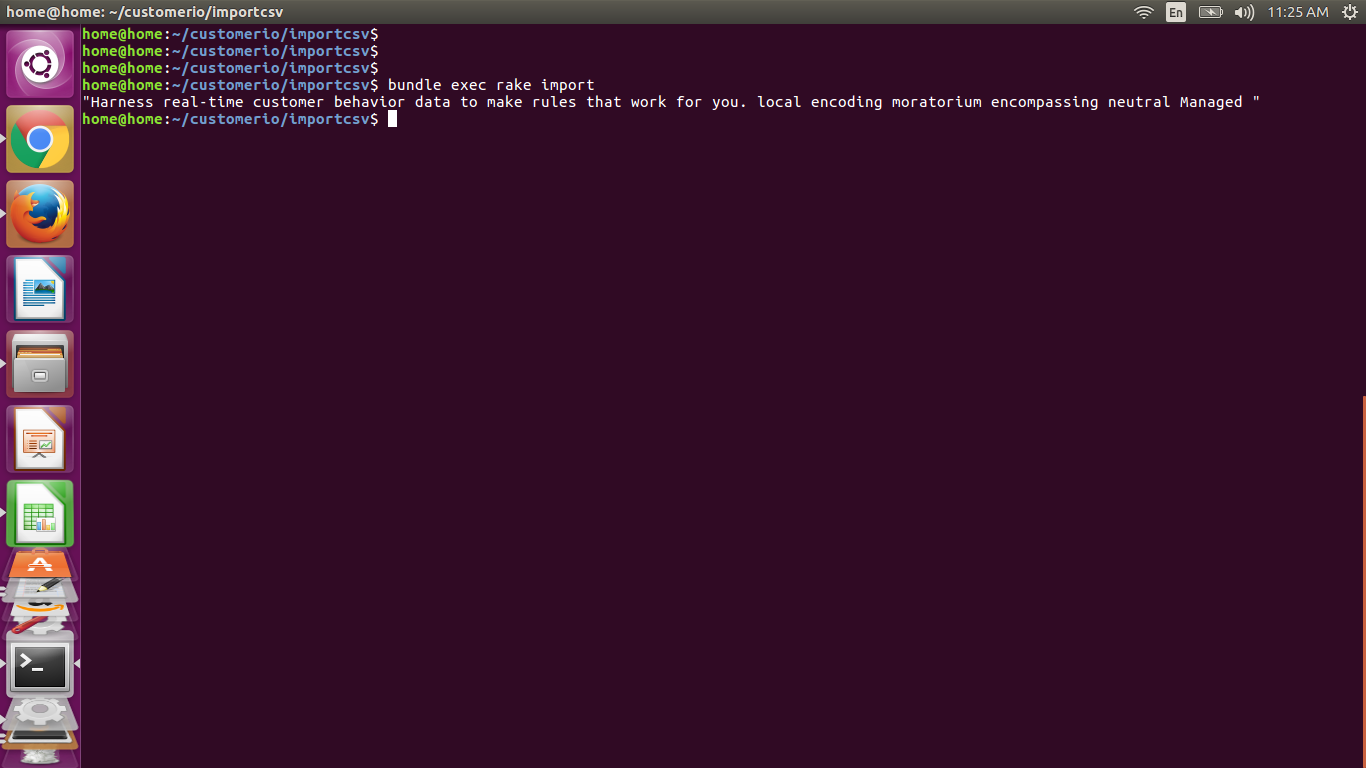 home@home: ~/customerio/importcsv
En
11:25 AM
home@home:~/customerio/importcsv$
home@home:~/customerio/importcsv$
home@home:~/customerio/importcsv$
home@home:~/customerio/importcsv$ bundle exec rake import
"Harness real-time customer behavior data to make rules that work for you. local encoding moratorium encompassing neutral Managed "
home@home:~/customerio/importcsv$